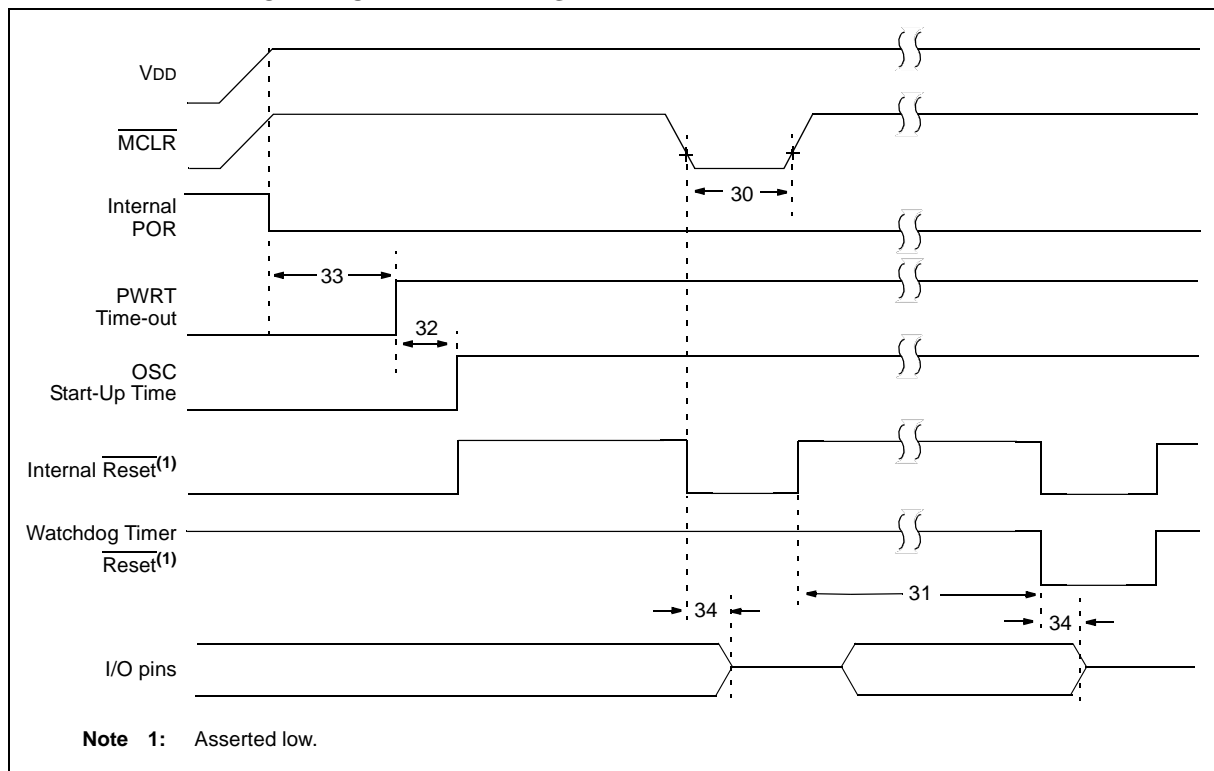 VDD
MCLR
30
Internal
POR
33
PWRT
Time-out
32
OSC
Start-Up Time
Internal Reset(1)
Watchdog Timer
Reset(1)
31
34
34
I/O pins
Note 1: Asserted low.